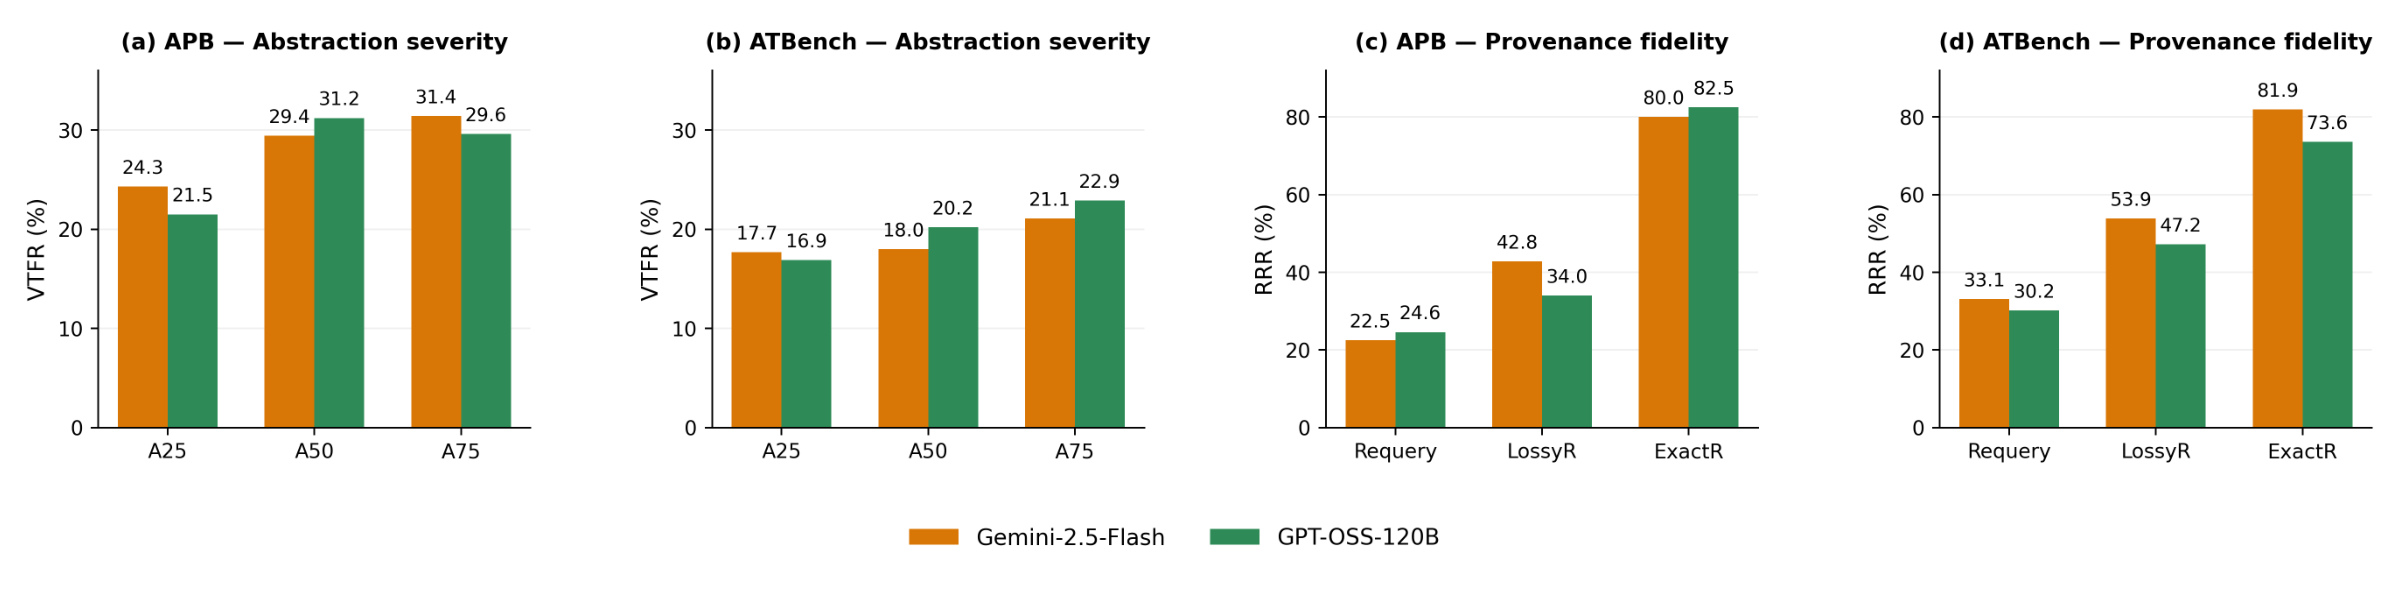 (a) APB — Abstraction severity
VTFR (%)
30
20
10
0
24.3
21.5
29.4
31.2
31.4
29.6
A25
A50
A75
(b) ATBench — Abstraction severity
VTFR (%)
30
20
10
0
17.7
16.9
18.0
20.2
21.1
22.9
A25
A50
A75
(c) APB — Provenance fidelity
RRR (%)
80
60
40
20
0
22.5
24.6
42.8
34.0
80.0
82.5
Requery
LossyR
ExactR
(d) ATBench — Provenance fidelity
RRR (%)
80
60
40
20
0
33.1
30.2
53.9
47.2
81.9
73.6
Requery
LossyR
ExactR
Gemini-2.5-Flash
GPT-OSS-120B